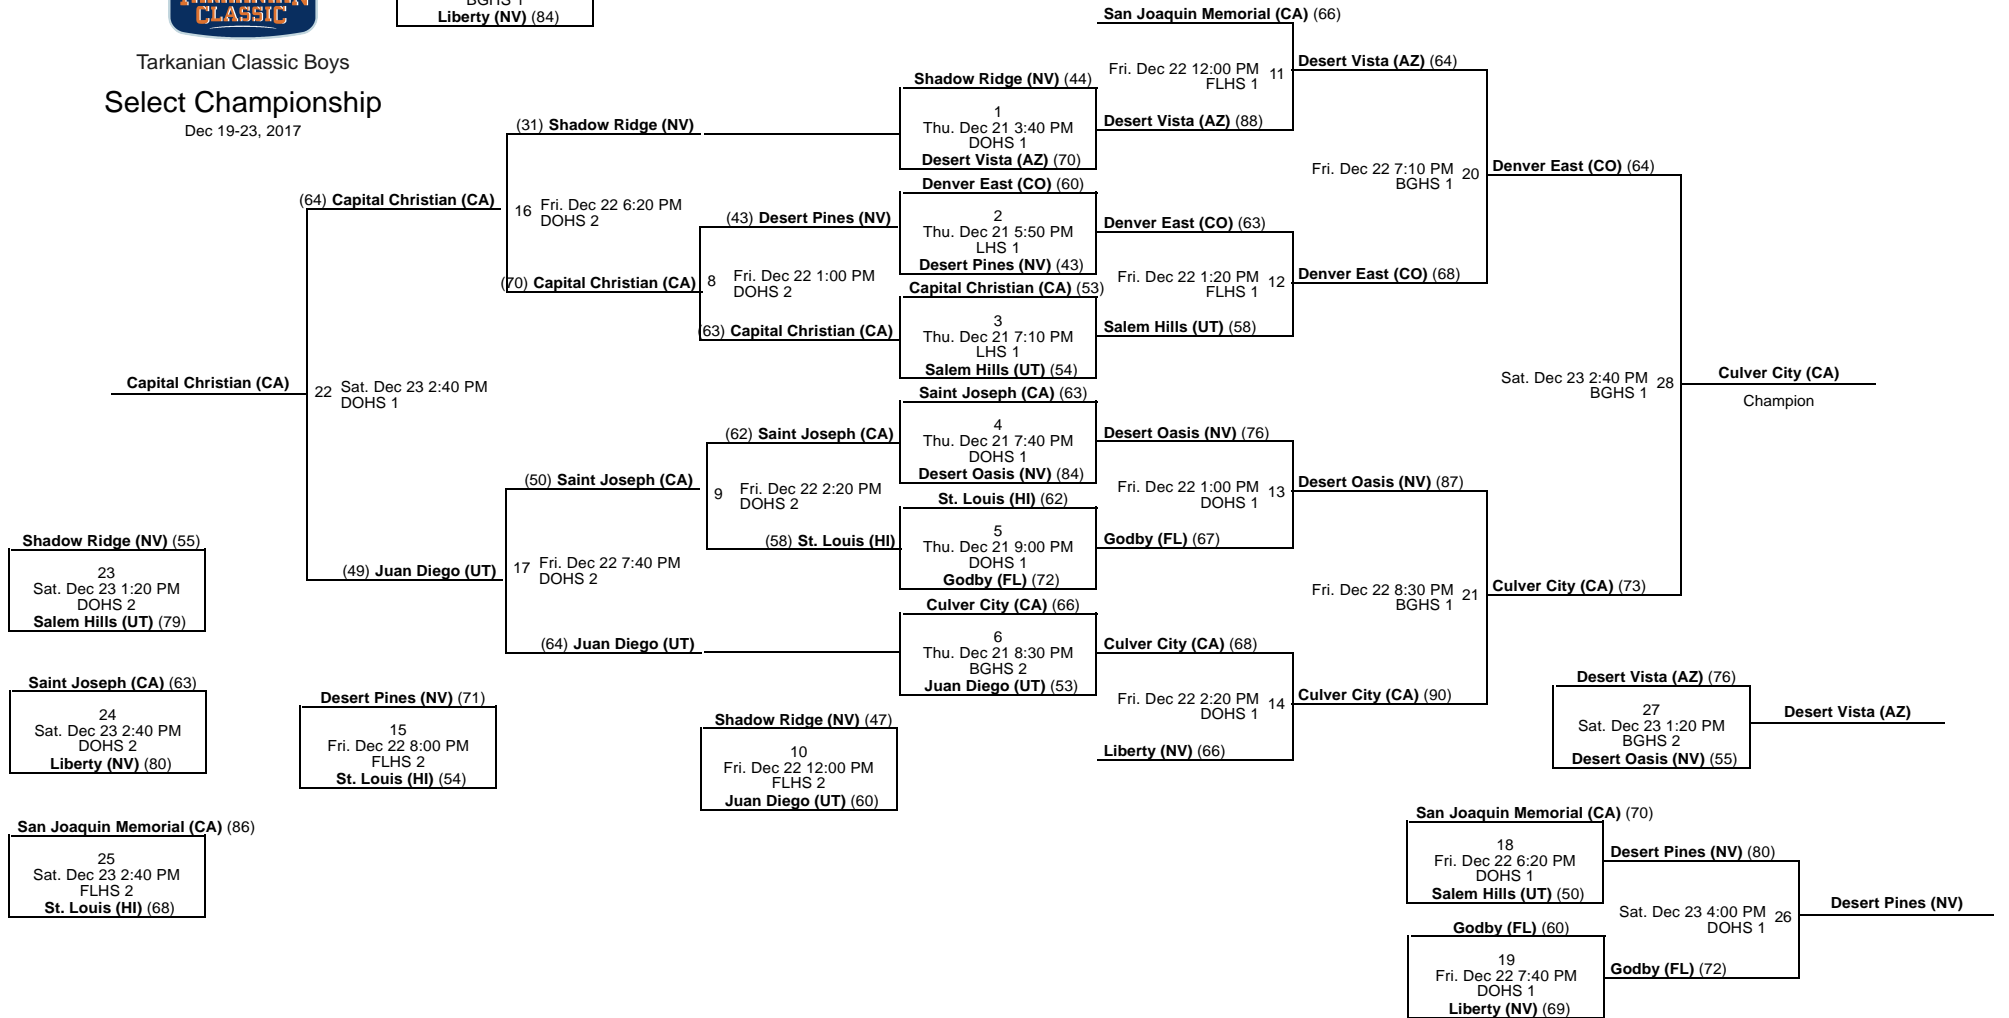 TARKANIAN
CLASSIC
BGHS 1
Liberty (NV) (84)
Tarkanian Classic Boys
Select Championship
Dec 19-23, 2017
Capital Christian (CA)
22 Sat. Dec 23 2:40 PM
DOHS 1
(64) Capital Christian (CA)
(49) Juan Diego (UT)
(31) Shadow Ridge (NV)
16 Fri. Dec 22 6:20 PM
DOHS 2
(70) Capital Christian (CA)
(50) Saint Joseph (CA)
17 Fri. Dec 22 7:40 PM
DOHS 2
(64) Juan Diego (UT)
(43) Desert Pines (NV)
8 Fri. Dec 22 1:00 PM
DOHS 2
(63) Capital Christian (CA)
(62) Saint Joseph (CA)
9 Fri. Dec 22 2:20 PM
DOHS 2
(58) St. Louis (HI)
Shadow Ridge (NV) (44)
1
Thu. Dec 21 3:40 PM
DOHS 1
Desert Vista (AZ) (70)
Denver East (CO) (60)
2
Thu. Dec 21 5:50 PM
LHS 1
Desert Pines (NV) (43)
Capital Christian (CA) (53)
3
Thu. Dec 21 7:10 PM
LHS 1
Salem Hills (UT) (54)
Saint Joseph (CA) (63)
4
Thu. Dec 21 7:40 PM
DOHS 1
Desert Oasis (NV) (84)
St. Louis (HI) (62)
5
Thu. Dec 21 9:00 PM
DOHS 1
Godby (FL) (72)
Culver City (CA) (66)
6
Thu. Dec 21 8:30 PM
BGHS 2
Juan Diego (UT) (53)
San Joaquin Memorial (CA) (66)
Fri. Dec 22 12:00 PM 11
FLHS 1
Desert Vista (AZ) (88)
Denver East (CO) (63)
Fri. Dec 22 1:20 PM 12
FLHS 1
Salem Hills (UT) (58)
Desert Oasis (NV) (76)
Fri. Dec 22 1:00 PM 13
DOHS 1
Godby (FL) (67)
Culver City (CA) (68)
Fri. Dec 22 2:20 PM 14
DOHS 1
Liberty (NV) (66)
Desert Vista (AZ) (64)
Fri. Dec 22 7:10 PM 20
BGHS 1
Denver East (CO) (68)
Desert Oasis (NV) (87)
Fri. Dec 22 8:30 PM 21
BGHS 1
Culver City (CA) (90)
Denver East (CO) (64)
Sat. Dec 23 2:40 PM 28
BGHS 1
Culver City (CA) (73)
Culver City (CA)
Champion
Shadow Ridge (NV) (55)
23
Sat. Dec 23 1:20 PM
DOHS 2
Salem Hills (UT) (79)
Saint Joseph (CA) (63)
24
Sat. Dec 23 2:40 PM
DOHS 2
Liberty (NV) (80)
San Joaquin Memorial (CA) (86)
25
Sat. Dec 23 2:40 PM
FLHS 2
St. Louis (HI) (68)
Desert Pines (NV) (71)
15
Fri. Dec 22 8:00 PM
FLHS 2
St. Louis (HI) (54)
Shadow Ridge (NV) (47)
10
Fri. Dec 22 12:00 PM
FLHS 2
Juan Diego (UT) (60)
Desert Vista (AZ) (76)
27
Sat. Dec 23 1:20 PM
BGHS 2
Desert Oasis (NV) (55)
Desert Vista (AZ)
San Joaquin Memorial (CA) (70)
18
Fri. Dec 22 6:20 PM
DOHS 1
Salem Hills (UT) (50)
Godby (FL) (60)
19
Fri. Dec 22 7:40 PM
DOHS 1
Liberty (NV) (69)
Desert Pines (NV) (80)
Sat. Dec 23 4:00 PM 26
DOHS 1
Godby (FL) (72)
Desert Pines (NV)